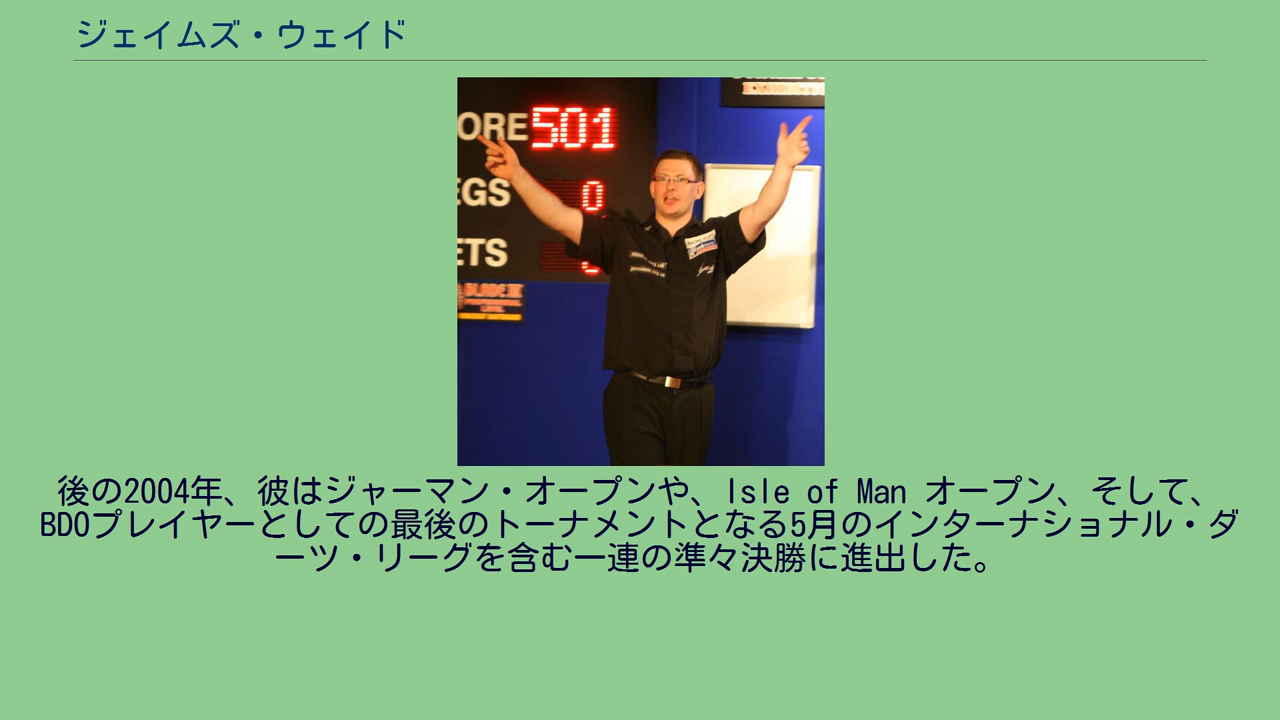 ジェイムズ・ウェイド
ORE 501
EGS 0
ETS
BLADE III
後の2004年、彼はジャーマン・オープンや、Isle of Man オープン、そして、
BDOプレイヤーとしての最後のトーナメントとなる5月のインターナショナル・ダ
ーツ・リーグを含む一連の準々決勝に進出した。